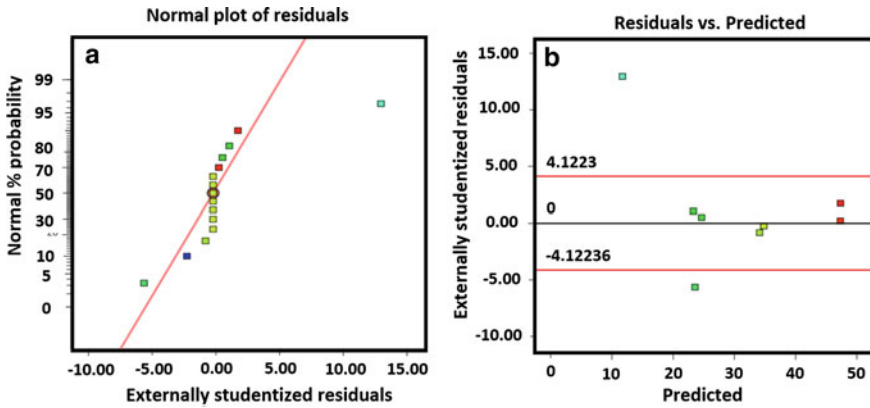 Normal plot of residuals
a
Normal % probability
99
95
80
70
50
30
10
5
0
-10.00 -5.00 0.00 5.00 10.00 15.00
Externally studentized residuals
Residuals vs. Predicted
b
Externally studentized residuals
15.00
10.00
5.00
0.00
-5.00
-10.00
4.1223
0
-4.12236
0 10 20 30 40 50
Predicted